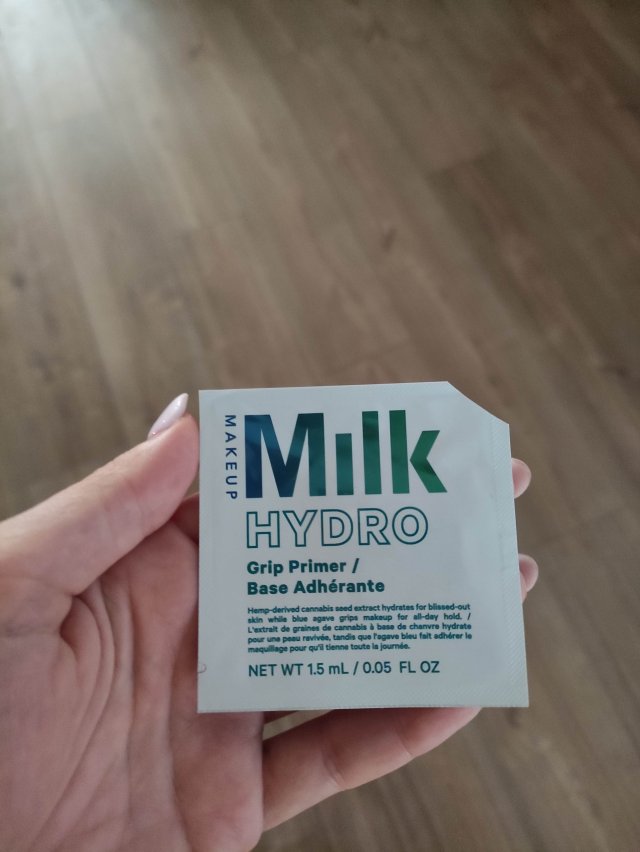 MAKEUP
Milk
HYDRO
Grip Primer /
Base Adhérante
Hemp-derived cannabis seed extract hydrates for blissed-out
skin while blue agave grips makeup for all-day hold. /
L'extrait de graines de cannabis à base de chanvre hydrate
pour une peau ravivée, tandis que l'agave bleu fait adhérer le
maquillage pour qu'il tienne toute la journée.
NET WT 1.5 mL / 0.05 FL OZ